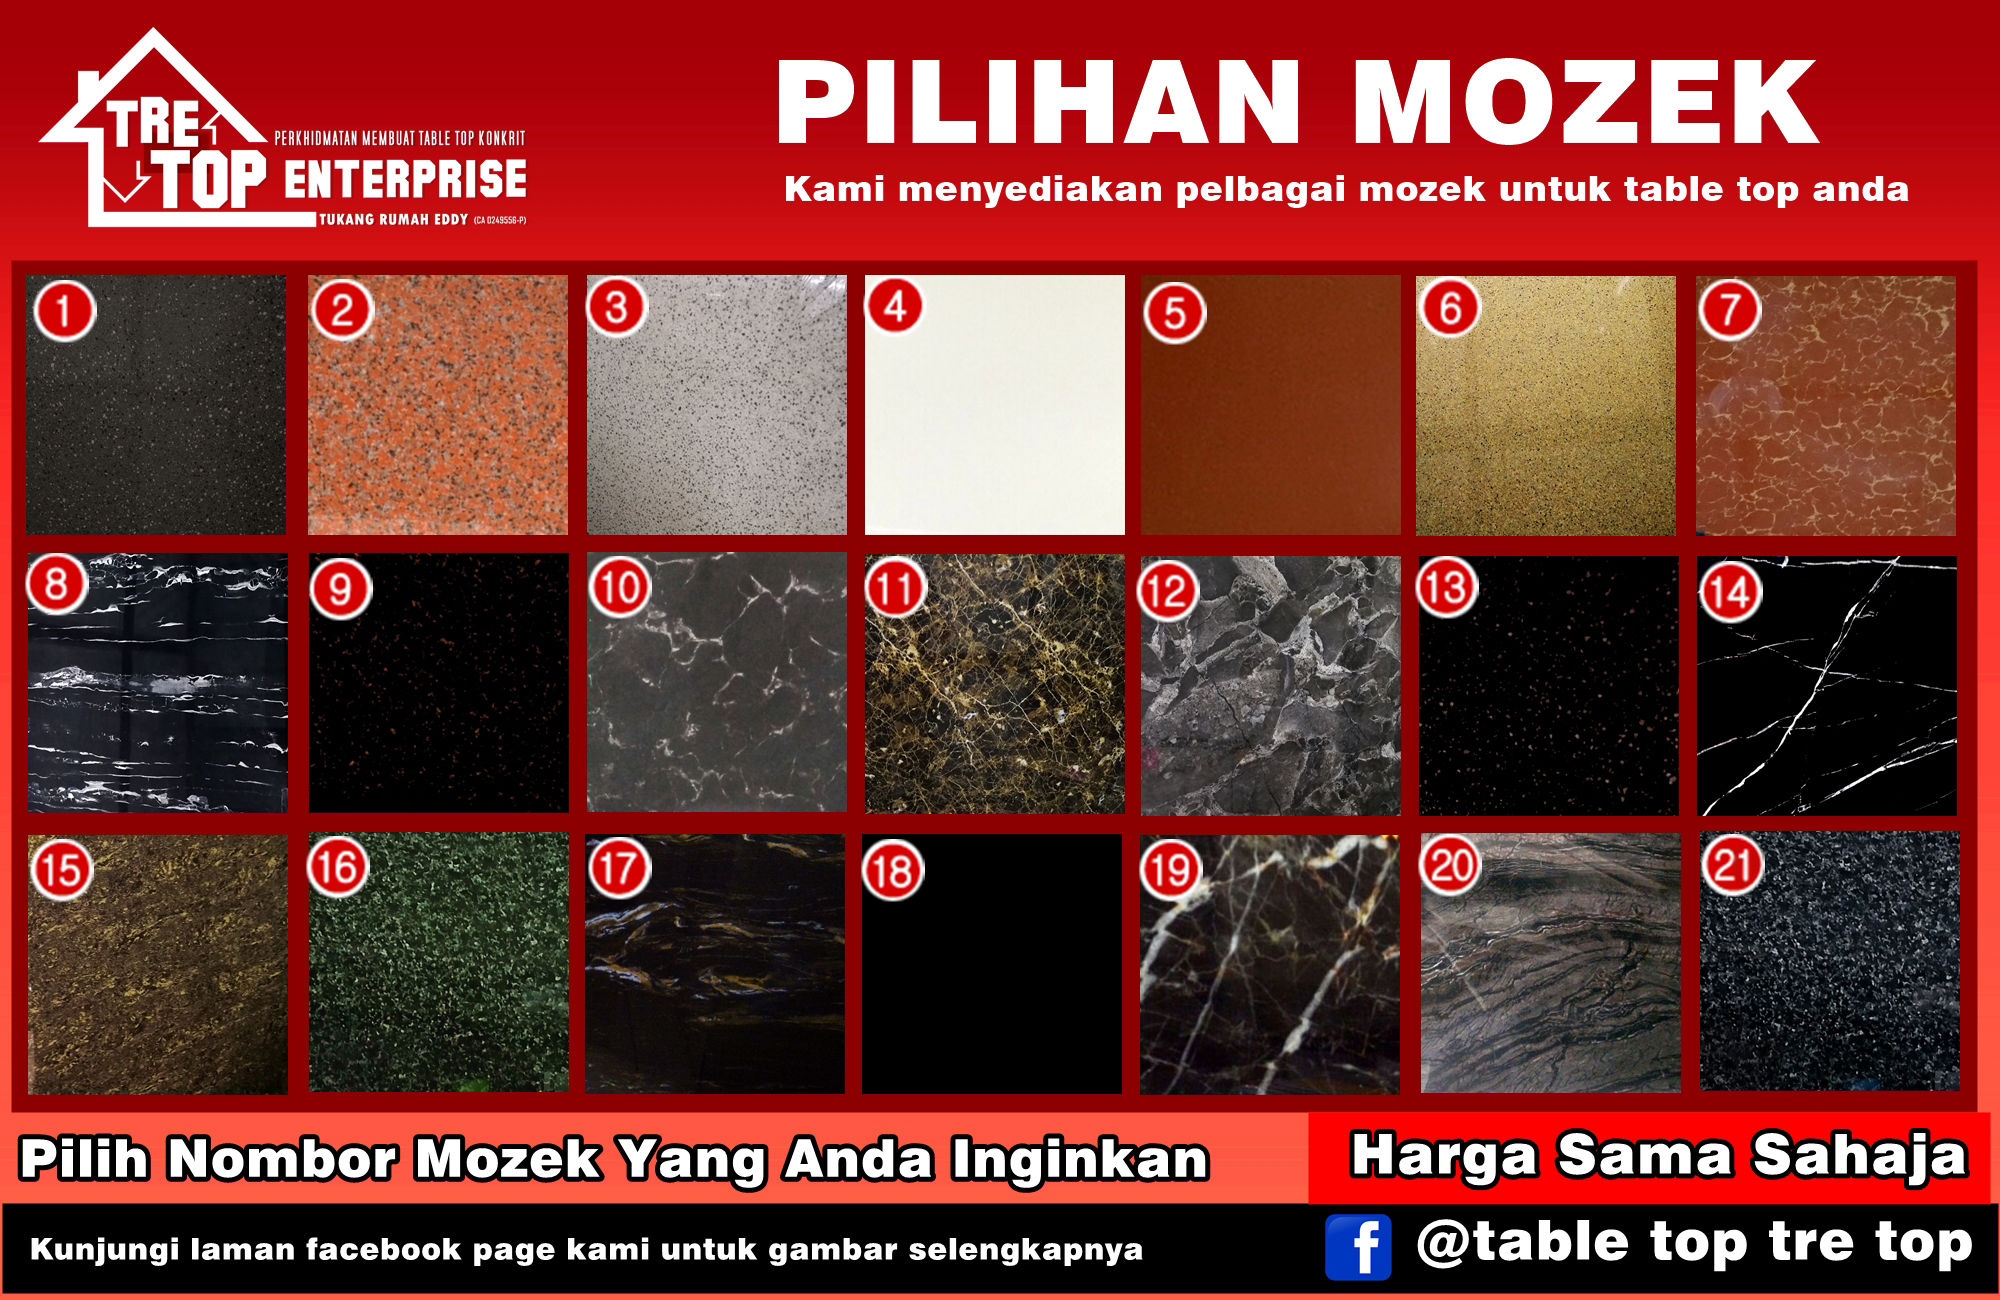 TRE TOP
PERKHIDMATAN MEMBUAT TABLE TOP KONKRIT
ENTERPRISE
TUKANG RUMAH EDDY (CA 0249556-P)
PILIHAN MOZEK
Kami menyediakan pelbagai mozek untuk table top anda
1 2 3 4 5 6 7
8 9 10 11 12 13 14
15 16 17 18 19 20 21
Pilih Nombor Mozek Yang Anda Inginkan
Harga Sama Sahaja
Kunjungi laman facebook page kami untuk gambar selengkapnya
f @table top tre top